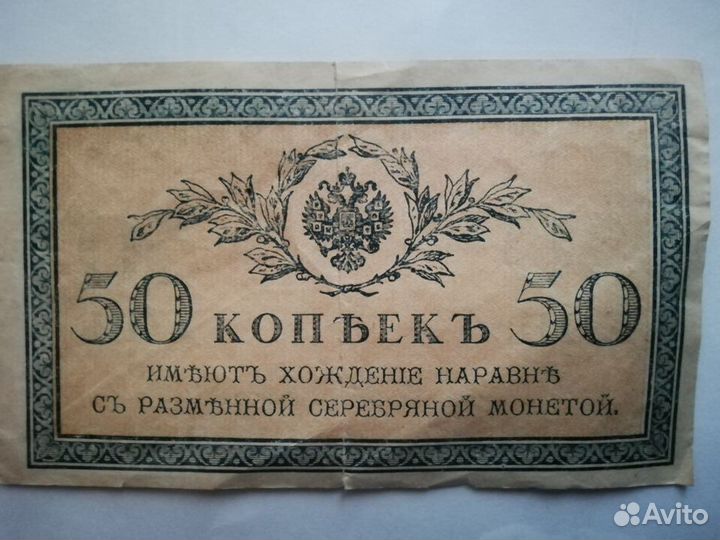 50 КОПѢЕКЪ 50
ИМѢЮТЪ ХОЖДЕНІЕ НАРАВНѢ
СЪ РАЗМѢННОЙ СЕРЕБРЯНОЙ МОНЕТОЙ.
Avito